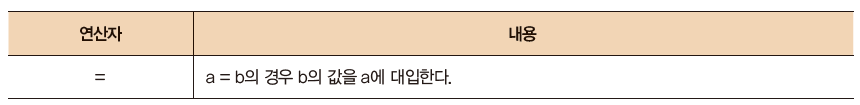 연산자 내용
= a = b의 경우 b의 값을 a에 대입한다.